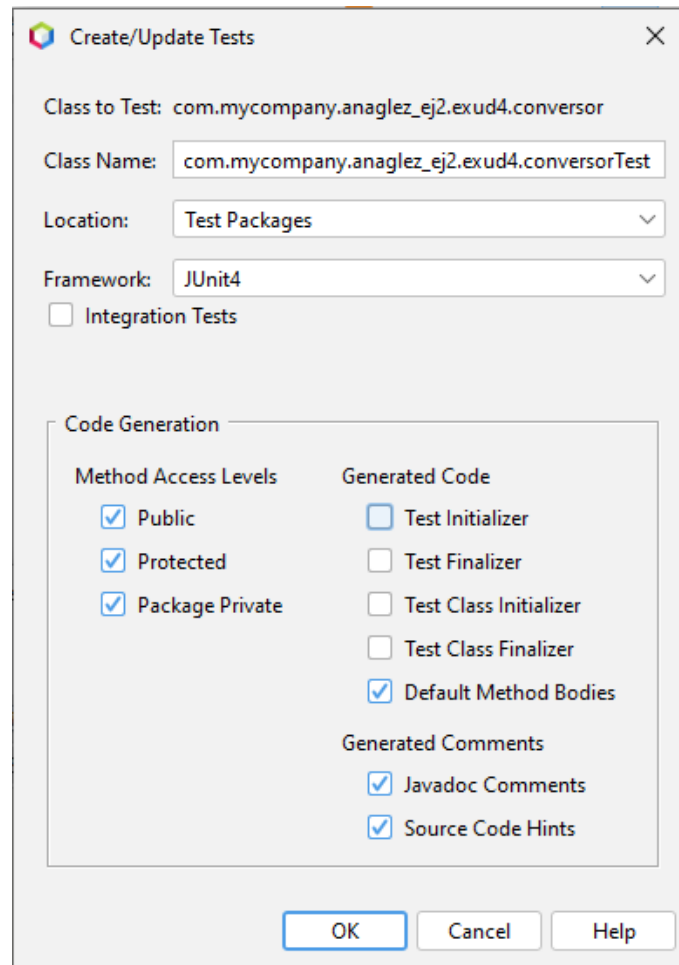 Create/Update Tests
Class to Test: com.mycompany.anaglez_ej2.exud4.conversor
Class Name: com.mycompany.anaglez_ej2.exud4.conversorTest
Location: Test Packages
Framework: JUnit4
Integration Tests
Code Generation
Method Access Levels
Public
Protected
Package Private
Generated Code
Test Initializer
Test Finalizer
Test Class Initializer
Test Class Finalizer
Default Method Bodies
Generated Comments
Javadoc Comments
Source Code Hints
OK Cancel Help